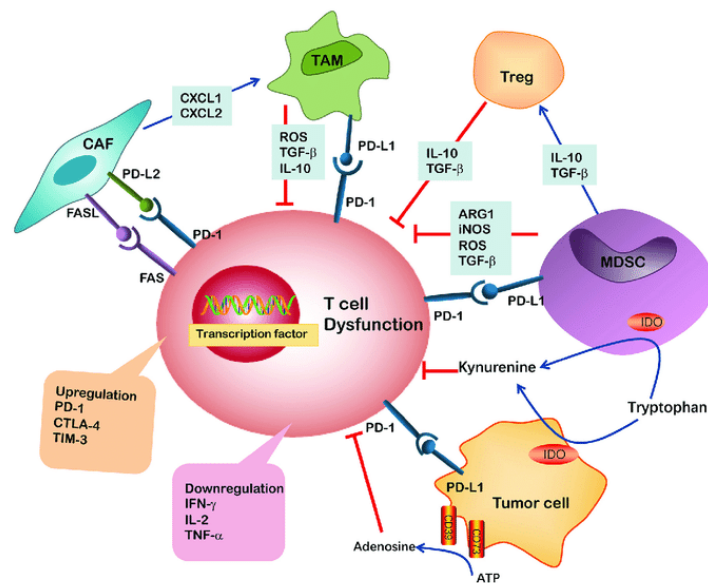 TAM
CXCL1
CXCL2
Treg
CAF
PD-L2
FASL
ROS
TGF-β
IL-10
PD-L1
IL-10
TGF-β
IL-10
TGF-β
PD-1
PD-1
FAS
ARG1
iNOS
ROS
TGF-β
MDSC
PD-L1
PD-1
IDO
T cell
Dysfunction
Transcription factor
Kynurenine
Tryptophan
Upregulation
PD-1
CTLA-4
TIM-3
PD-1
IDO
PD-L1
Tumor cell
Downregulation
IFN-γ
IL-2
TNF-α
CD39
CD73
Adenosine
ATP